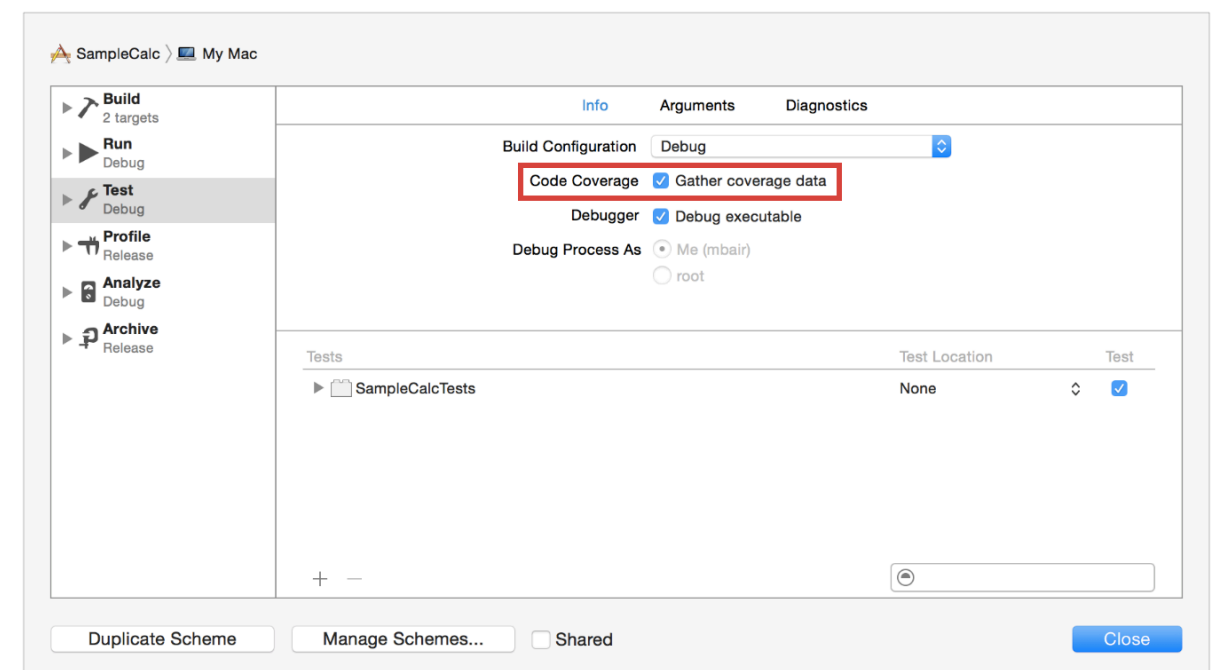 SampleCalc My Mac
Build
2 targets
Run
Debug
Test
Debug
Profile
Release
Analyze
Debug
Archive
Release
Info Arguments Diagnostics
Build Configuration Debug
Code Coverage Gather coverage data
Debugger Debug executable
Debug Process As Me (mbair)
root
Tests Test Location Test
SampleCalcTests None
+ −
Duplicate Scheme Manage Schemes... Shared Close